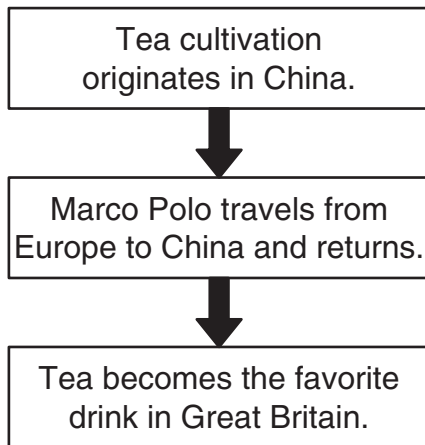 Tea cultivation
originates in China.
Marco Polo travels from
Europe to China and returns.
Tea becomes the favorite
drink in Great Britain.